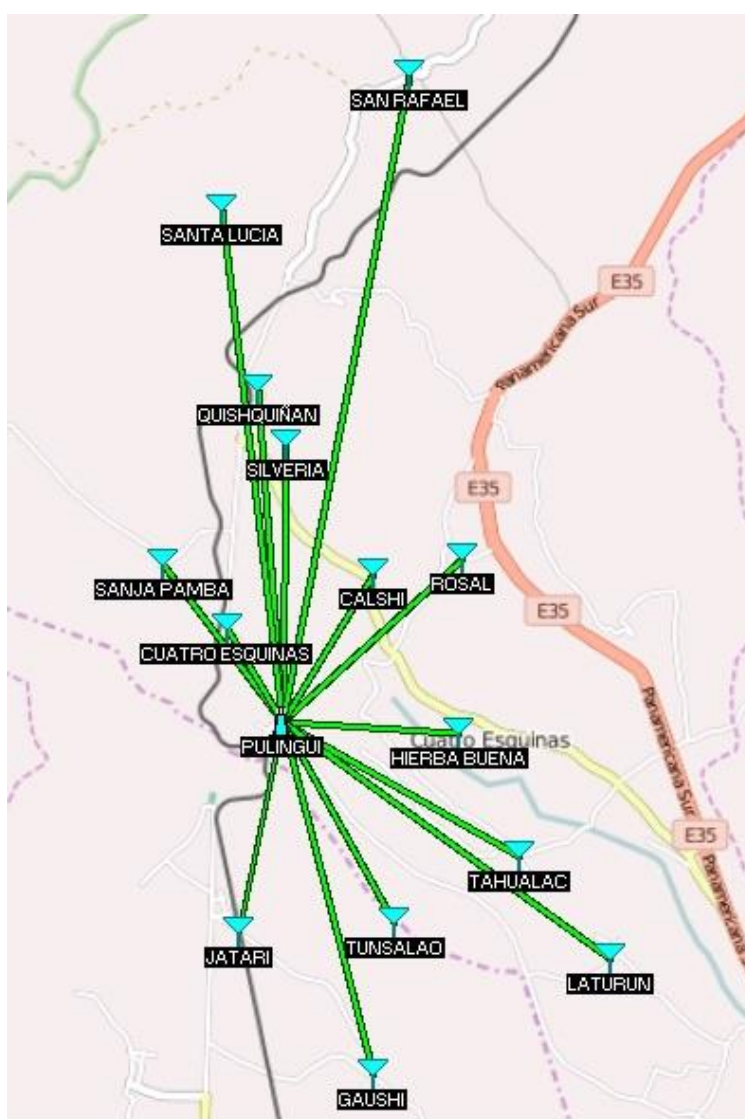 SAN RAFAEL
SANTA LUCIA
E35
Panamericana Sur
QUISHQUIÑAN
SILVERIA
E35
ROSAL
SANJA PAMBA
CALSHI
E35
CUATRO ESQUINAS
PULINGUI
Cuatro Esquinas
HIERBA BUENA
Panamericana Sur
E35
TAHUALAC
Panamericana
TUNSALAO
JATARI
LATURUN
GAUSHI